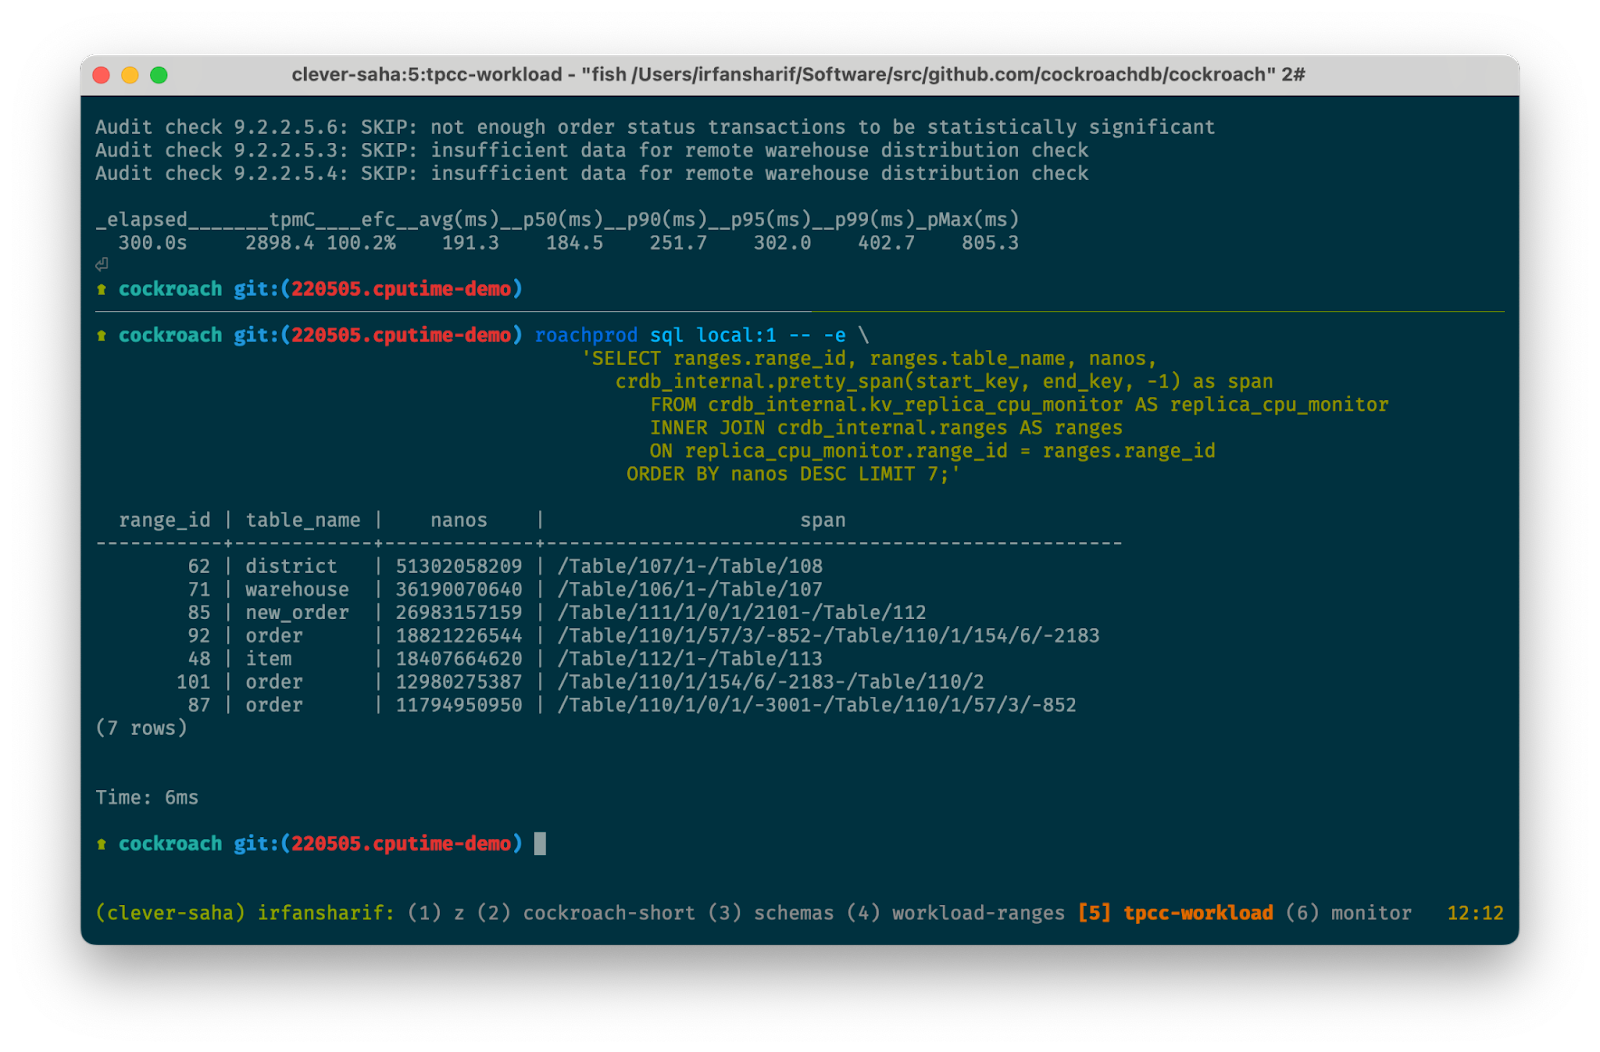 clever-saha:5:tpcc-workload - "fish /Users/irfansharif/Software/src/github.com/cockroachdb/cockroach" 2#
Audit check 9.2.2.5.6: SKIP: not enough order status transactions to be statistically significant
Audit check 9.2.2.5.3: SKIP: insufficient data for remote warehouse distribution check
Audit check 9.2.2.5.4: SKIP: insufficient data for remote warehouse distribution check
_elapsed_______tpmC____efc__avg(ms)__p50(ms)__p90(ms)__p95(ms)__p99(ms)_pMax(ms)
  300.0s     2898.4 100.2%    191.3    184.5    251.7    302.0    402.7    805.3
⏎
⬆ cockroach git:(220505.cputime-demo)
⬆ cockroach git:(220505.cputime-demo) roachprod sql local:1 -- -e \
'SELECT ranges.range_id, ranges.table_name, nanos,
crdb_internal.pretty_span(start_key, end_key, -1) as span
FROM crdb_internal.kv_replica_cpu_monitor AS replica_cpu_monitor
INNER JOIN crdb_internal.ranges AS ranges
ON replica_cpu_monitor.range_id = ranges.range_id
ORDER BY nanos DESC LIMIT 7;'
  range_id | table_name |    nanos    |                      span
-----------+------------+-------------+--------------------------------------------------
        62 | district   | 51302058209 | /Table/107/1-/Table/108
        71 | warehouse  | 36190070640 | /Table/106/1-/Table/107
        85 | new_order  | 26983157159 | /Table/111/1/0/1/2101-/Table/112
        92 | order      | 18821226544 | /Table/110/1/57/3/-852-/Table/110/1/154/6/-2183
        48 | item       | 18407664620 | /Table/112/1-/Table/113
       101 | order      | 12980275387 | /Table/110/1/154/6/-2183-/Table/110/2
        87 | order      | 11794950950 | /Table/110/1/0/1/-3001-/Table/110/1/57/3/-852
(7 rows)
Time: 6ms
⬆ cockroach git:(220505.cputime-demo)
(clever-saha) irfansharif: (1) z (2) cockroach-short (3) schemas (4) workload-ranges [5] tpcc-workload (6) monitor   12:12